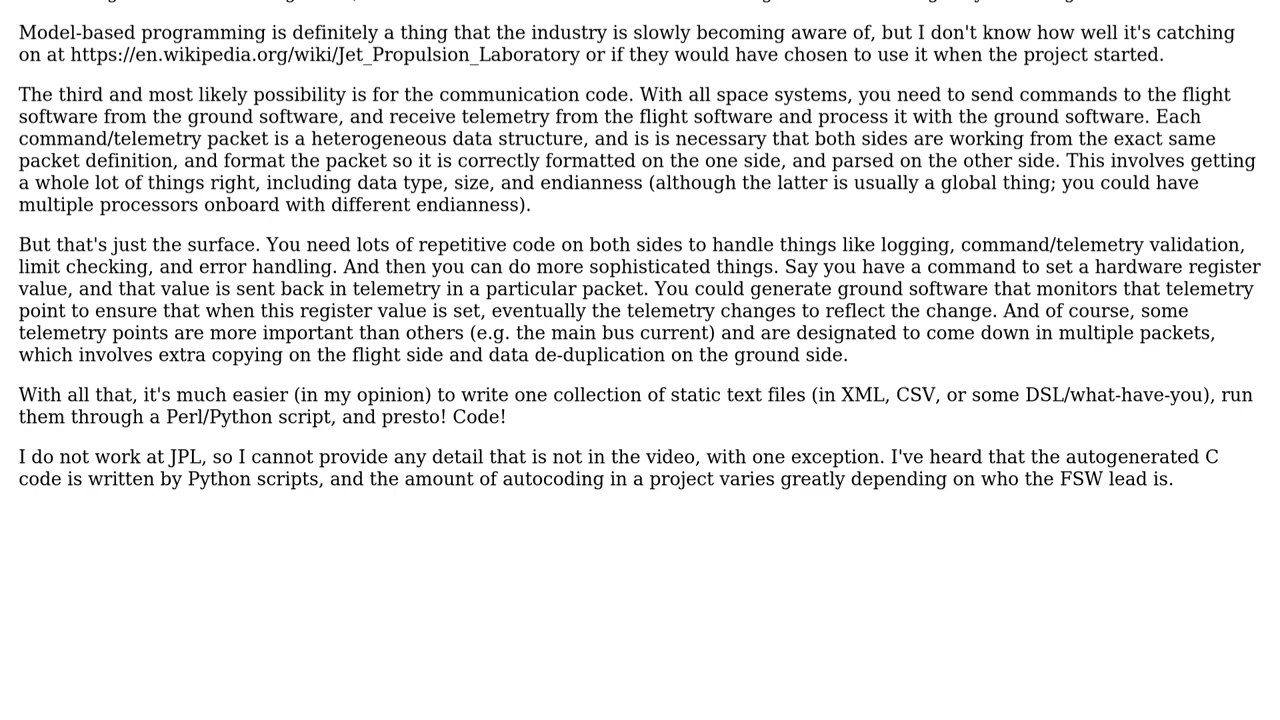 Model-based programming is definitely a thing that the industry is slowly becoming aware of, but I don't know how well it's catching
on at https://en.wikipedia.org/wiki/Jet_Propulsion_Laboratory or if they would have chosen to use it when the project started.
The third and most likely possibility is for the communication code. With all space systems, you need to send commands to the flight
software from the ground software, and receive telemetry from the flight software and process it with the ground software. Each
command/telemetry packet is a heterogeneous data structure, and is is necessary that both sides are working from the exact same
packet definition, and format the packet so it is correctly formatted on the one side, and parsed on the other side. This involves getting
a whole lot of things right, including data type, size, and endianness (although the latter is usually a global thing; you could have
multiple processors onboard with different endianness).
But that's just the surface. You need lots of repetitive code on both sides to handle things like logging, command/telemetry validation,
limit checking, and error handling. And then you can do more sophisticated things. Say you have a command to set a hardware register
value, and that value is sent back in telemetry in a particular packet. You could generate ground software that monitors that telemetry
point to ensure that when this register value is set, eventually the telemetry changes to reflect the change. And of course, some
telemetry points are more important than others (e.g. the main bus current) and are designated to come down in multiple packets,
which involves extra copying on the flight side and data de-duplication on the ground side.
With all that, it's much easier (in my opinion) to write one collection of static text files (in XML, CSV, or some DSL/what-have-you), run
them through a Perl/Python script, and presto! Code!
I do not work at JPL, so I cannot provide any detail that is not in the video, with one exception. I've heard that the autogenerated C
code is written by Python scripts, and the amount of autocoding in a project varies greatly depending on who the FSW lead is.